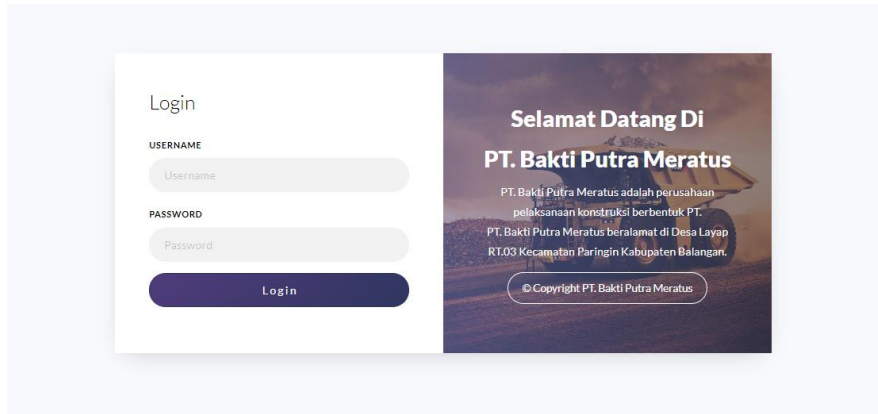 Login
USERNAME
Username
PASSWORD
Password
Login
Selamat Datang Di
PT. Bakti Putra Meratus
PT. Bakti Putra Meratus adalah perusahaan
pelaksanaan konstruksi berbentuk PT.
PT. Bakti Putra Meratus beralamat di Desa Layap
RT.03 Kecamatan Paringin Kabupaten Balangan.
© Copyright PT. Bakti Putra Meratus